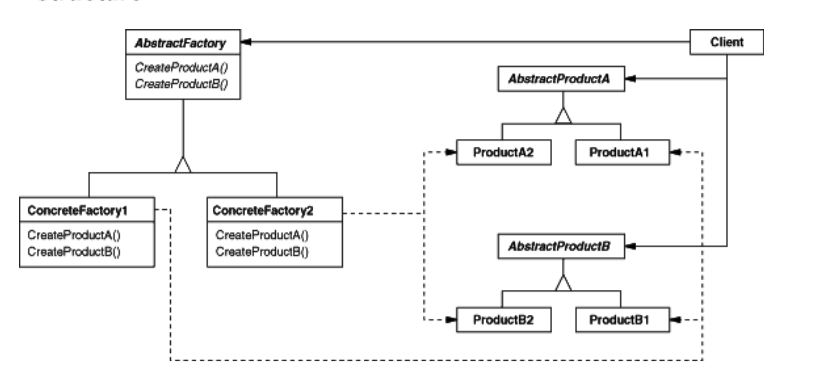 AbstractFactory
CreateProductA()
CreateProductB()
Client
AbstractProductA
ProductA2
ProductA1
ConcreteFactory1
CreateProductA()
CreateProductB()
ConcreteFactory2
CreateProductA()
CreateProductB()
AbstractProductB
ProductB2
ProductB1